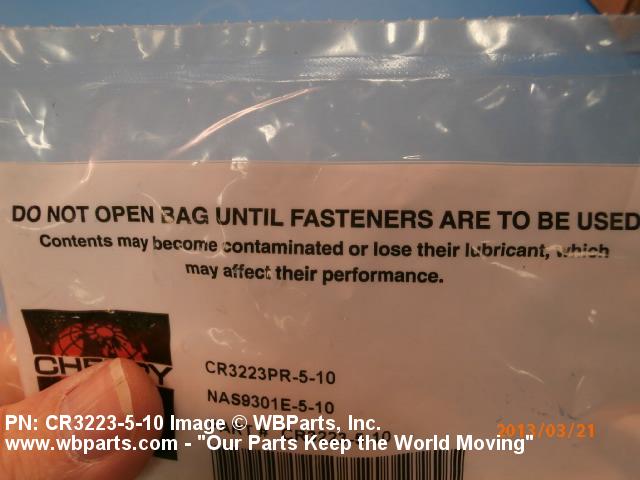 DO NOT OPEN BAG UNTIL FASTENERS ARE TO BE USED
Contents may become contaminated or lose their lubricant, which
may affect their performance.
CR3223PR-5-10
NAS9301E-5-10
PN: CR3223-5-10 Image © WBParts, Inc.
www.wbparts.com - "Our Parts Keep the World Moving"
2013/03/21